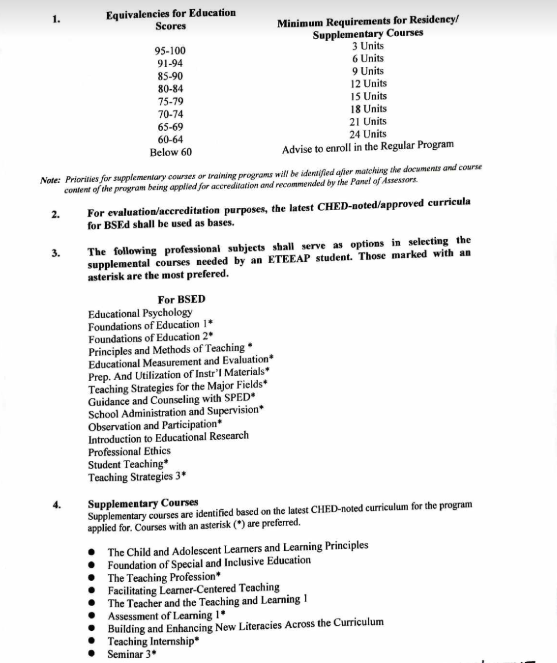 1. Equivalencies for Education Scores Minimum Requirements for Residency/ Supplementary Courses
95-100 3 Units
91-94 6 Units
85-90 9 Units
80-84 12 Units
75-79 15 Units
70-74 18 Units
65-69 21 Units
60-64 24 Units
Below 60 Advise to enroll in the Regular Program
Note: Priorities for supplementary courses or training programs will be identified after matching the documents and course
content of the program being applied for accreditation and recommended by the Panel of Assessors.
2. For evaluation/accreditation purposes, the latest CHED-noted/approved curricula
for BSEd shall be used as bases.
3. The following professional subjects shall serve as options in selecting the
supplemental courses needed by an ETEEAP student. Those marked with an
asterisk are the most prefered.
For BSED
Educational Psychology
Foundations of Education 1*
Foundations of Education 2*
Principles and Methods of Teaching *
Educational Measurement and Evaluation*
Prep. And Utilization of Instr'l Materials*
Teaching Strategies for the Major Fields*
Guidance and Counseling with SPED*
School Administration and Supervision*
Observation and Participation*
Introduction to Educational Research
Professional Ethics
Student Teaching*
Teaching Strategies 3*
4. Supplementary Courses
Supplementary courses are identified based on the latest CHED-noted curriculum for the program
applied for. Courses with an asterisk (*) are preferred.
● The Child and Adolescent Learners and Learning Principles
● Foundation of Special and Inclusive Education
● The Teaching Profession*
● Facilitating Learner-Centered Teaching
● The Teacher and the Teaching and Learning 1
● Assessment of Learning 1*
● Building and Enhancing New Literacies Across the Curriculum
● Teaching Internship*
● Seminar 3*